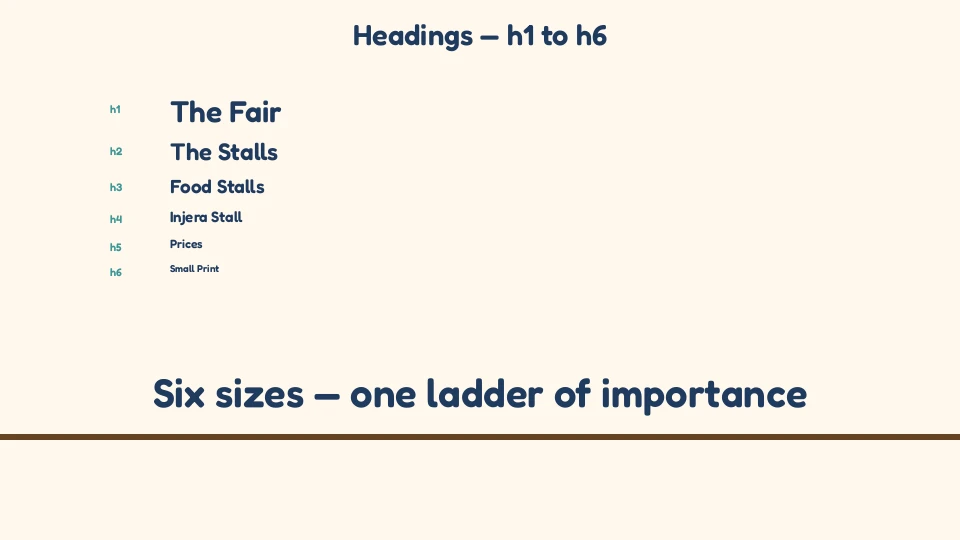 Headings — h1 to h6
h1 The Fair
h2 The Stalls
h3 Food Stalls
h4 Injera Stall
h5 Prices
h6 Small Print
Six sizes — one ladder of importance